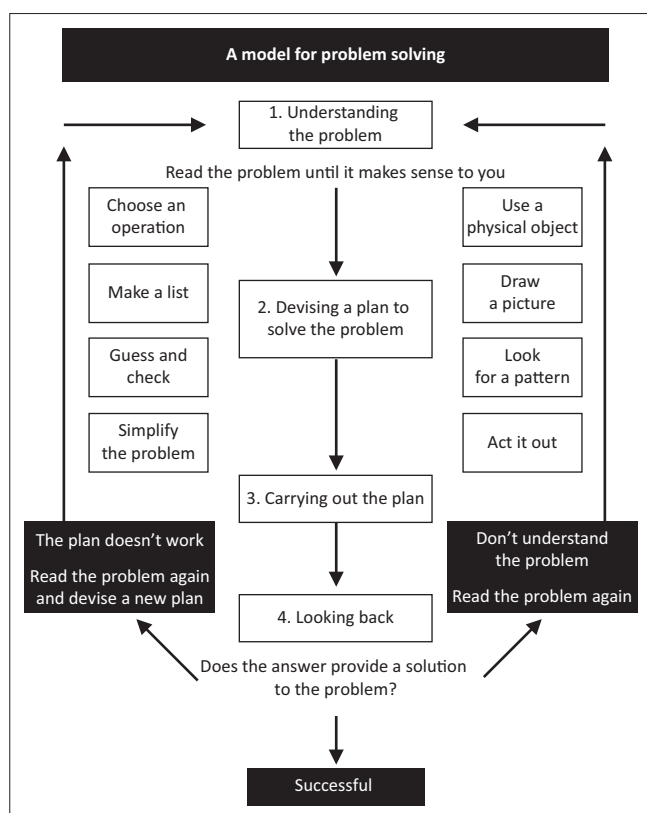 A model for problem solving
1. Understanding
the problem
Read the problem until it makes sense to you
Choose an
operation
Make a list
Guess and
check
Simplify
the problem
2. Devising a plan to
solve the problem
Use a
physical object
Draw
a picture
Look
for a pattern
Act it out
3. Carrying out the plan
The plan doesn't work
Read the problem again
and devise a new plan
4. Looking back
Don't understand
the problem
Read the problem again
Does the answer provide a solution
to the problem?
Successful